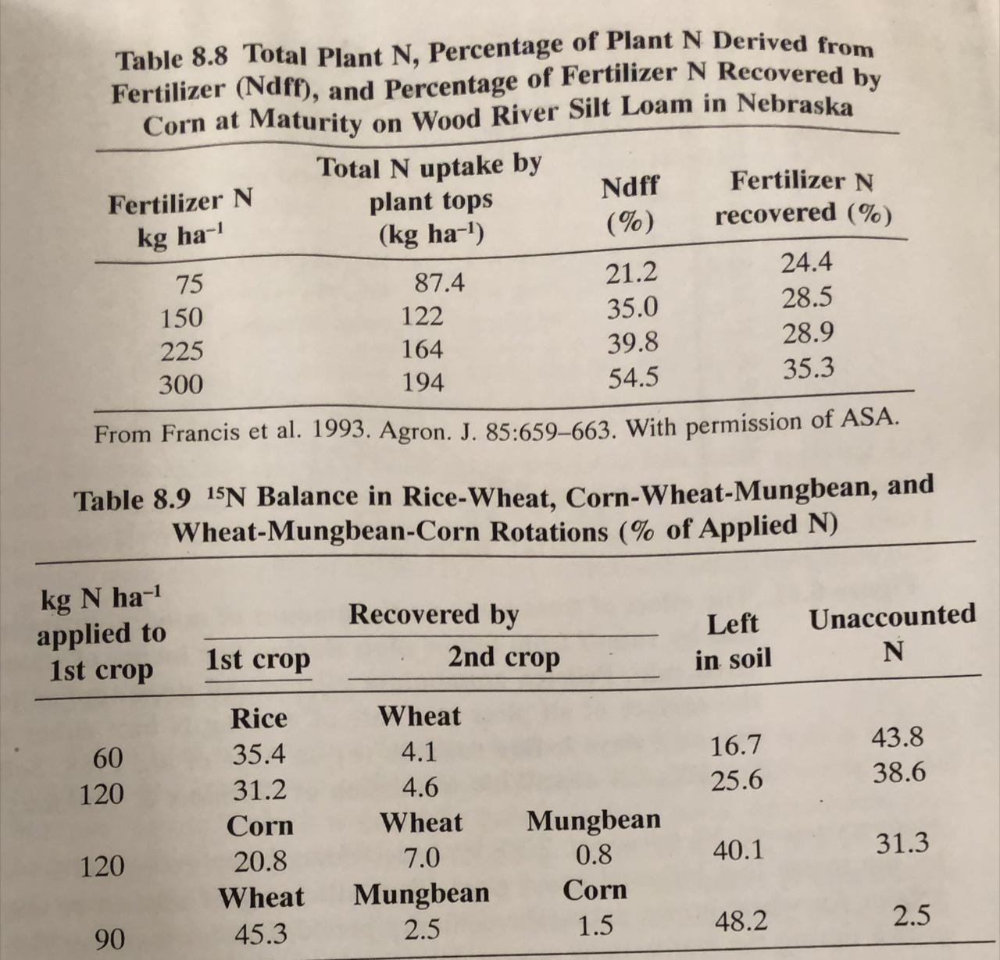 Table 8.8 Total Plant N, Percentage of Plant N Derived from
Fertilizer (Ndff), and Percentage of Fertilizer N Recovered by
Corn at Maturity on Wood River Silt Loam in Nebraska
Fertilizer N kg ha⁻¹ Total N uptake by plant tops (kg ha⁻¹) Ndff (%) Fertilizer N recovered (%)
75 87.4 21.2 24.4
150 122 35.0 28.5
225 164 39.8 28.9
300 194 54.5 35.3
From Francis et al. 1993. Agron. J. 85:659–663. With permission of ASA.
Table 8.9 ¹⁵N Balance in Rice-Wheat, Corn-Wheat-Mungbean, and
Wheat-Mungbean-Corn Rotations (% of Applied N)
kg N ha⁻¹ applied to 1st crop Recovered by 1st crop 2nd crop Left in soil Unaccounted N
Rice Wheat
60 35.4 4.1 16.7 43.8
120 31.2 4.6 25.6 38.6
Corn Wheat Mungbean
120 20.8 7.0 0.8 40.1 31.3
Wheat Mungbean Corn
90 45.3 2.5 1.5 48.2 2.5